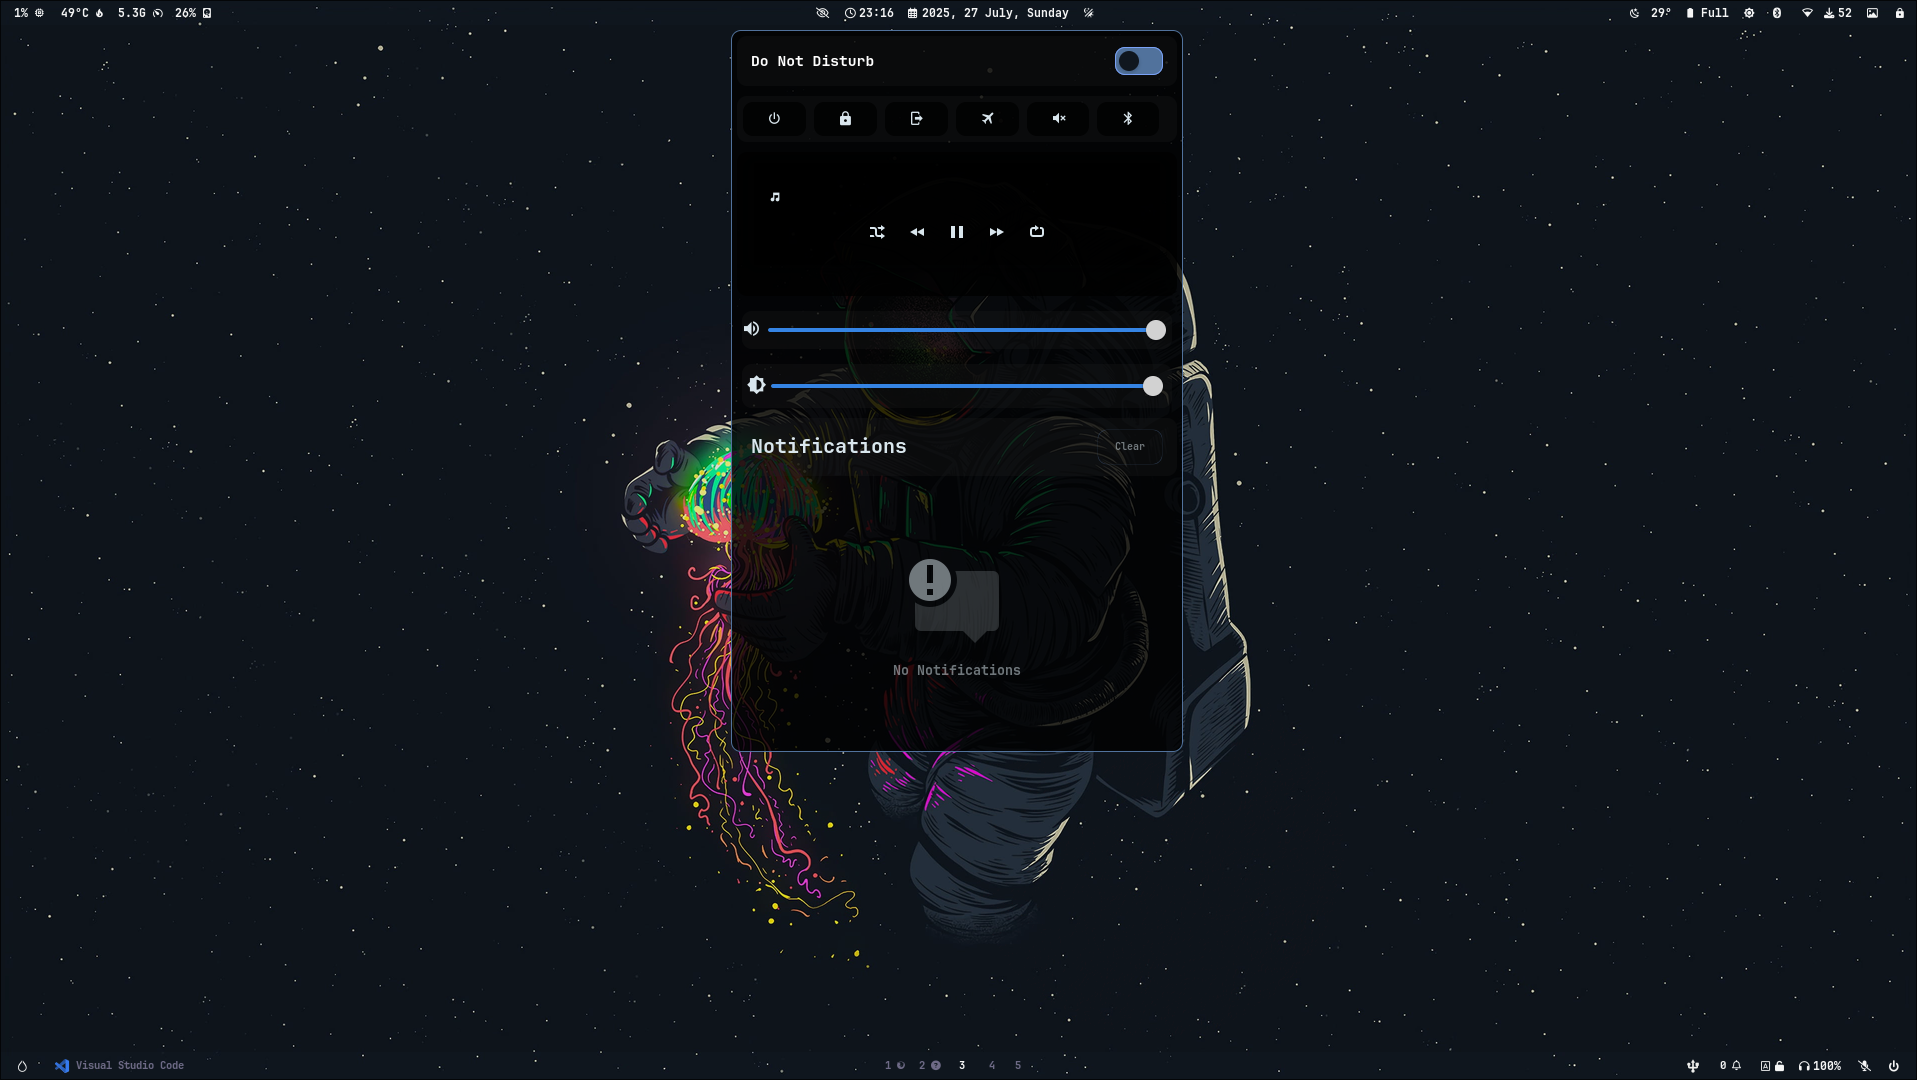 1% 49°C 5.3G 26% 23:16 2025, 27 July, Sunday 29° Full 52
Do Not Disturb
Notifications Clear
No Notifications
Visual Studio Code 1 2 3 4 5 0 A 100%